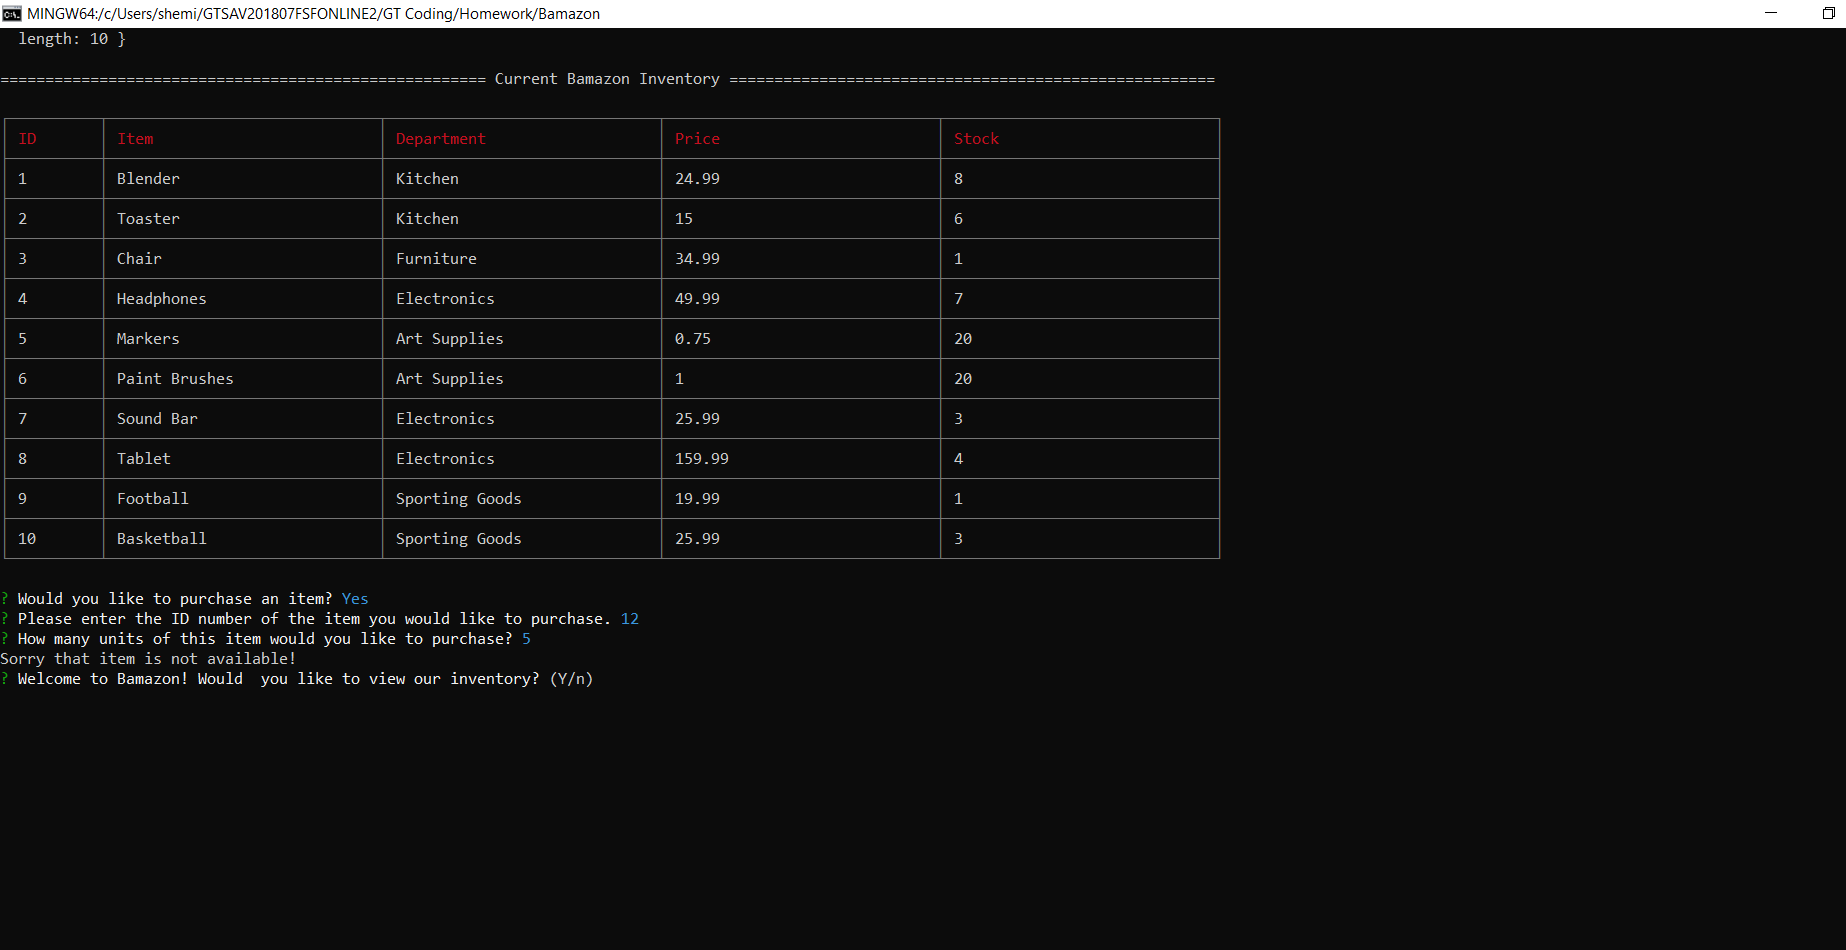 MINGW64:/c/Users/shemi/GTSAV201807FSFONLINE2/GT Coding/Homework/Bamazon
length: 10 }
====================================================== Current Bamazon Inventory ======================================================
ID Item Department Price Stock
1 Blender Kitchen 24.99 8
2 Toaster Kitchen 15 6
3 Chair Furniture 34.99 1
4 Headphones Electronics 49.99 7
5 Markers Art Supplies 0.75 20
6 Paint Brushes Art Supplies 1 20
7 Sound Bar Electronics 25.99 3
8 Tablet Electronics 159.99 4
9 Football Sporting Goods 19.99 1
10 Basketball Sporting Goods 25.99 3
? Would you like to purchase an item? Yes
? Please enter the ID number of the item you would like to purchase. 12
? How many units of this item would you like to purchase? 5
Sorry that item is not available!
? Welcome to Bamazon! Would  you like to view our inventory? (Y/n)